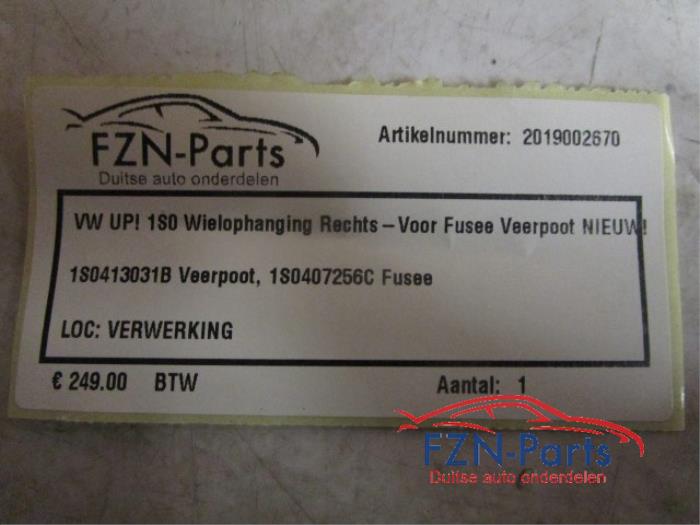 FZN-Parts
Duitse auto onderdelen
Artikelnummer: 2019002670
VW UP! 1S0 Wielophanging Rechts – Voor Fusee Veerpoot NIEUW!
1S0413031B Veerpoot, 1S0407256C Fusee
LOC: VERWERKING
€ 249.00 BTW
Aantal: 1
FZN-Parts
Duitse auto onderdelen